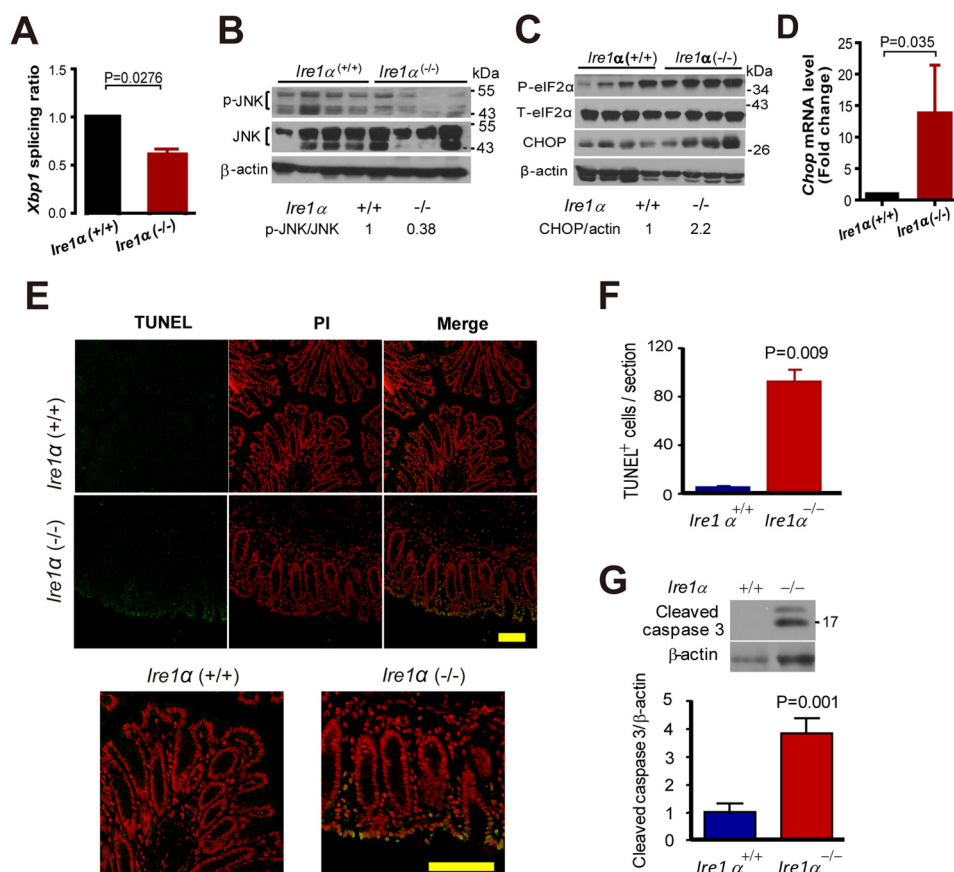 A
Xbp1 splicing ratio
P=0.0276
1.5
1.0
0.5
0.0
Ire1α (+/+)
Ire1α (-/-)
B
Ire1α (+/+) Ire1α (-/-)
kDa
p-JNK
55
43
JNK
55
43
β-actin
Ire1α +/+ -/-
p-JNK/JNK 1 0.38
C
Ire1α(+/+) Ire1α(-/-)
kDa
P-eIF2α
34
T-eIF2α
43
CHOP
-26
β-actin
Ire1α +/+ -/-
CHOP/actin 1 2.2
D
Chop mRNA level
(Fold change)
P=0.035
25
20
15
10
5
0
Ire1α(+/+)
Ire1α(-/-)
E
TUNEL PI Merge
Ire1α (+/+)
Ire1α (-/-)
Ire1α (+/+) Ire1α (-/-)
F
TUNEL+ cells / section
P=0.009
120
80
40
0
Ire1 α +/+ Ire1α −/−
G
Ire1α +/+ −/−
Cleaved
caspase 3
17
β-actin
Cleaved caspase 3/β-actin
P=0.001
5
4
3
2
1
0
Ire1 α +/+ Ire1α −/−